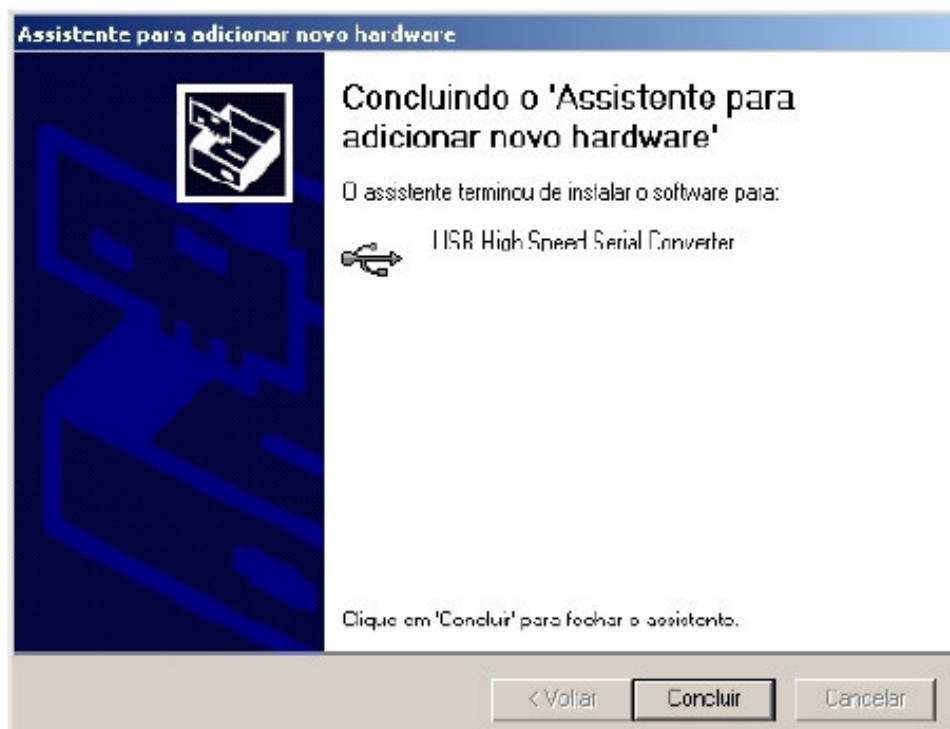 Assistente para adicionar novo hardware
Concluindo o 'Assistente para
adicionar novo hardware'
O assistente terminou de instalar o software para:
USB High Speed Serial Converter
Clique em 'Concluir' para fechar o assistente.
< Voltar
Concluir
Cancelar